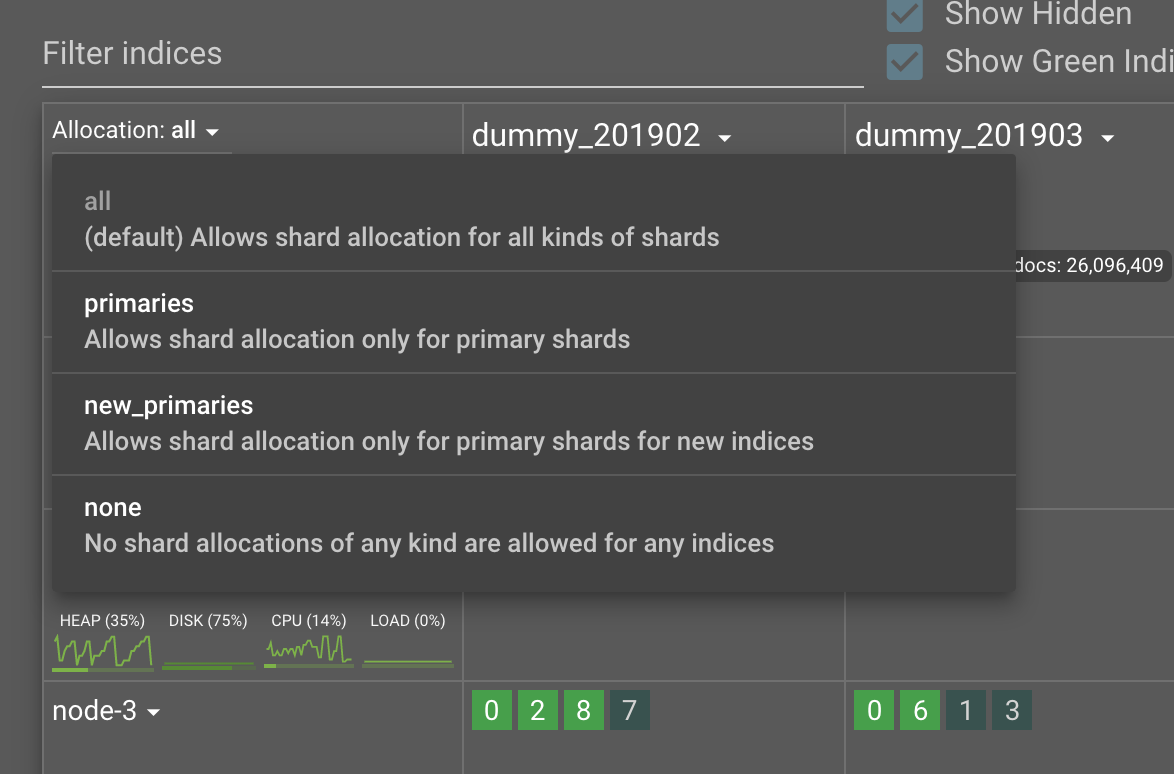 Show Hidden
Filter indices
Show Green Indi
Allocation: all
dummy_201902
dummy_201903
all
(default) Allows shard allocation for all kinds of shards
docs: 26,096,409
primaries
Allows shard allocation only for primary shards
new_primaries
Allows shard allocation only for primary shards for new indices
none
No shard allocations of any kind are allowed for any indices
HEAP (35%) DISK (75%) CPU (14%) LOAD (0%)
node-3
0 2 8 7
0 6 1 3